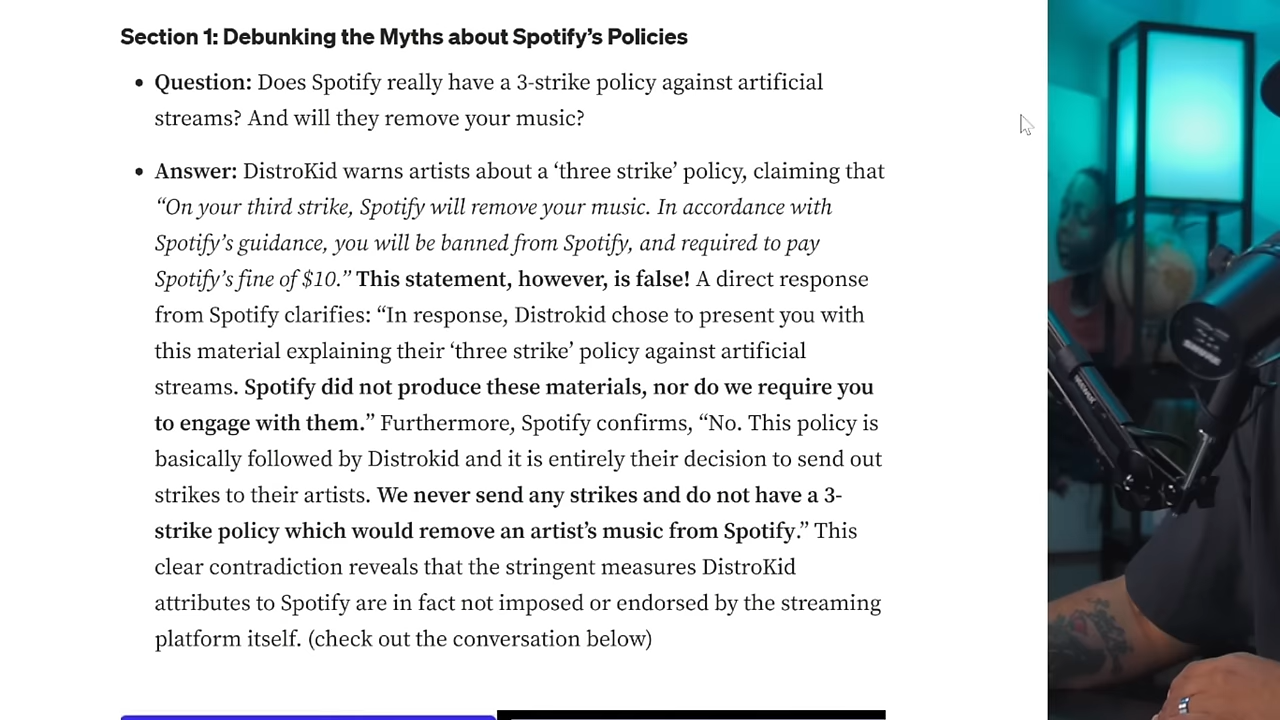 Section 1: Debunking the Myths about Spotify’s Policies
• Question: Does Spotify really have a 3-strike policy against artificial
streams? And will they remove your music?
• Answer: DistroKid warns artists about a ‘three strike’ policy, claiming that
“On your third strike, Spotify will remove your music. In accordance with
Spotify’s guidance, you will be banned from Spotify, and required to pay
Spotify’s fine of $10.” This statement, however, is false! A direct response
from Spotify clarifies: “In response, Distrokid chose to present you with
this material explaining their ‘three strike’ policy against artificial
streams. Spotify did not produce these materials, nor do we require you
to engage with them.” Furthermore, Spotify confirms, “No. This policy is
basically followed by Distrokid and it is entirely their decision to send out
strikes to their artists. We never send any strikes and do not have a 3-
strike policy which would remove an artist’s music from Spotify.” This
clear contradiction reveals that the stringent measures DistroKid
attributes to Spotify are in fact not imposed or endorsed by the streaming
platform itself. (check out the conversation below)